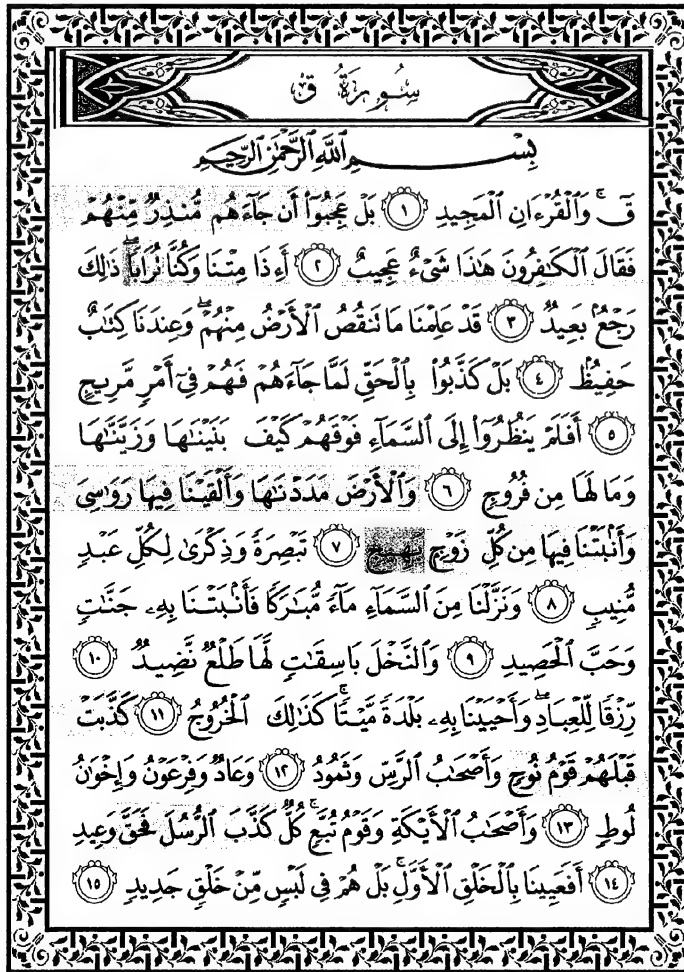 سُورَةُ قٓ
بِسْمِ ٱللَّهِ ٱلرَّحْمَٰنِ ٱلرَّحِيمِ
قٓ ۚ وَٱلْقُرْءَانِ ٱلْمَجِيدِ ١ بَلْ عَجِبُوٓا۟ أَن جَآءَهُم مُّنذِرٌ مِّنْهُمْ
فَقَالَ ٱلْكَٰفِرُونَ هَٰذَا شَىْءٌ عَجِيبٌ ٢ أَءِذَا مِتْنَا وَكُنَّا تُرَابًا ۖ ذَٰلِكَ
رَجْعٌۢ بَعِيدٌ ٣ قَدْ عَلِمْنَا مَا تَنقُصُ ٱلْأَرْضُ مِنْهُمْ ۖ وَعِندَنَا كِتَٰبٌ
حَفِيظٌۢ ٤ بَلْ كَذَّبُوا۟ بِٱلْحَقِّ لَمَّا جَآءَهُمْ فَهُمْ فِىٓ أَمْرٍ مَّرِيجٍ
٥ أَفَلَمْ يَنظُرُوٓا۟ إِلَى ٱلسَّمَآءِ فَوْقَهُمْ كَيْفَ بَنَيْنَٰهَا وَزَيَّنَّٰهَا
وَمَا لَهَا مِن فُرُوجٍ ٦ وَٱلْأَرْضَ مَدَدْنَٰهَا وَأَلْقَيْنَا فِيهَا رَوَٰسِىَ
وَأَنۢبَتْنَا فِيهَا مِن كُلِّ زَوْجٍۭ بَهِيجٍ ٧ تَبْصِرَةً وَذِكْرَىٰ لِكُلِّ عَبْدٍ
مُّنِيبٍ ٨ وَنَزَّلْنَا مِنَ ٱلسَّمَآءِ مَآءً مُّبَٰرَكًا فَأَنۢبَتْنَا بِهِۦ جَنَّٰتٍ
وَحَبَّ ٱلْحَصِيدِ ٩ وَٱلنَّخْلَ بَاسِقَٰتٍ لَّهَا طَلْعٌ نَّضِيدٌ ١٠
رِّزْقًا لِّلْعِبَادِ ۖ وَأَحْيَيْنَا بِهِۦ بَلْدَةً مَّيْتًا ۚ كَذَٰلِكَ ٱلْخُرُوجُ ١١ كَذَّبَتْ
قَبْلَهُمْ قَوْمُ نُوحٍ وَأَصْحَٰبُ ٱلرَّسِّ وَثَمُودُ ١٢ وَعَادٌ وَفِرْعَوْنُ وَإِخْوَٰنُ
لُوطٍ ١٣ وَأَصْحَٰبُ ٱلْأَيْكَةِ وَقَوْمُ تُبَّعٍ ۚ كُلٌّ كَذَّبَ ٱلرُّسُلَ فَحَقَّ وَعِيدِ
١٤ أَفَعَيِينَا بِٱلْخَلْقِ ٱلْأَوَّلِ ۚ بَلْ هُمْ فِى لَبْسٍ مِّنْ خَلْقٍ جَدِيدٍ ١٥